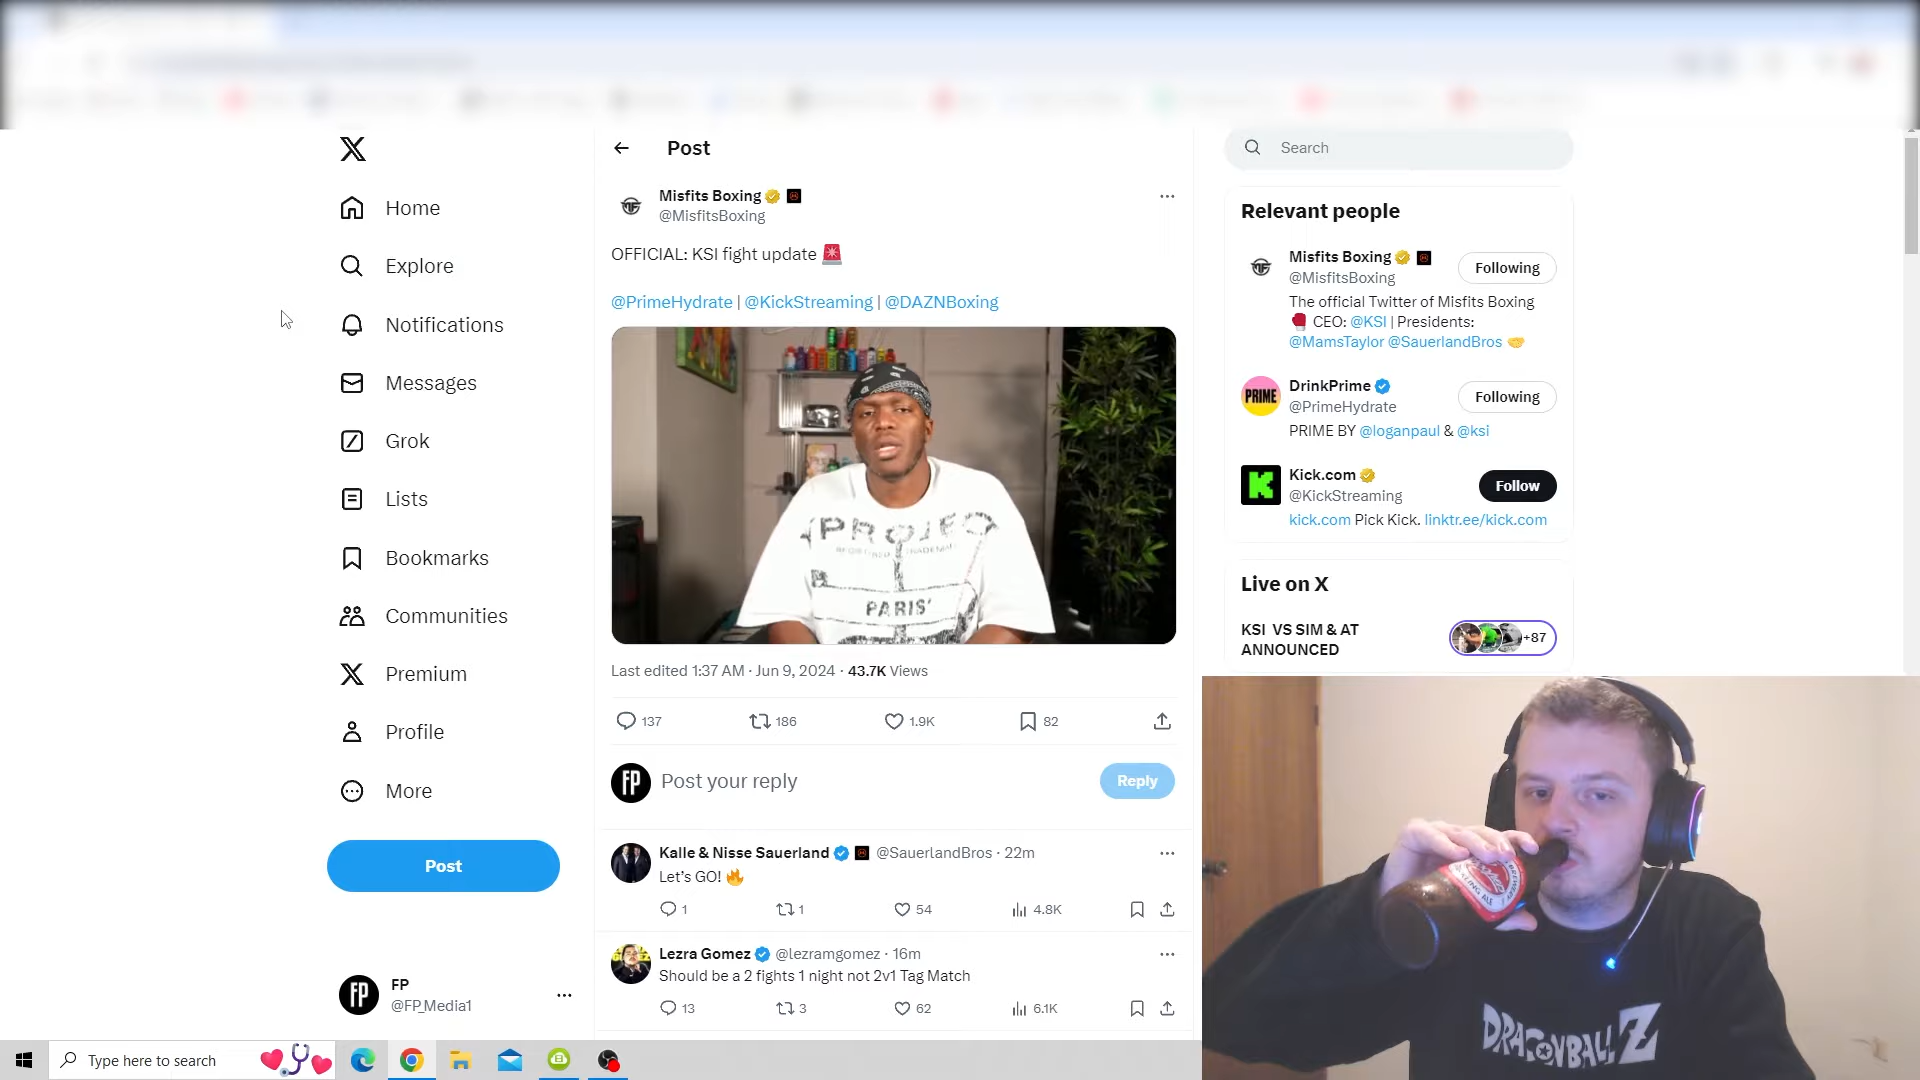 Home
Explore
Notifications
Messages
Grok
Lists
Bookmarks
Communities
Premium
Profile
More
Post
FP
@FP_Media1
Type here to search
Post
Misfits Boxing
@MisfitsBoxing
OFFICIAL: KSI fight update 🚨
@PrimeHydrate | @KickStreaming | @DAZNBoxing
PARIS'
Last edited 1:37 AM · Jun 9, 2024 · 43.7K Views
137 186 1.9K 82
FP Post your reply Reply
Kalle & Nisse Sauerland @SauerlandBros · 22m
Let's GO! 🔥
1 1 54 4.8K
Lezra Gomez @lezramgomez · 16m
Should be a 2 fights 1 night not 2v1 Tag Match
13 3 62 6.1K
Search
Relevant people
Misfits Boxing
@MisfitsBoxing
Following
The official Twitter of Misfits Boxing
🥊 CEO: @KSI | Presidents:
@MamsTaylor @SauerlandBros 🤝
PRIME
DrinkPrime
@PrimeHydrate
Following
PRIME BY @loganpaul & @ksi
K
Kick.com
@KickStreaming
Follow
kick.com Pick Kick. linktr.ee/kick.com
Live on X
KSI VS SIM & AT
ANNOUNCED
+87
DRAGONBALL Z